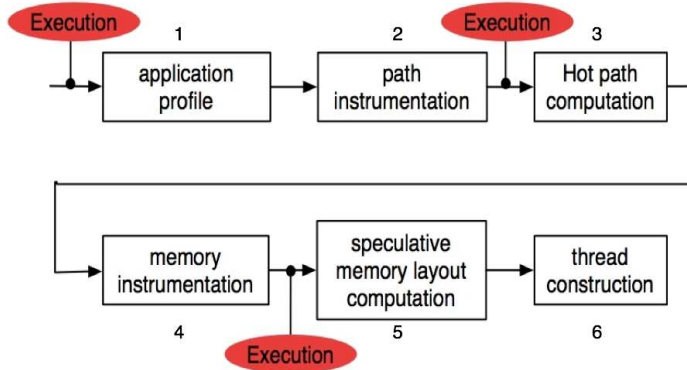 Execution
Execution
1
2
3
application
profile
path
instrumentation
Hot path
computation
memory
instrumentation
speculative
memory layout
computation
thread
construction
4
5
6
Execution